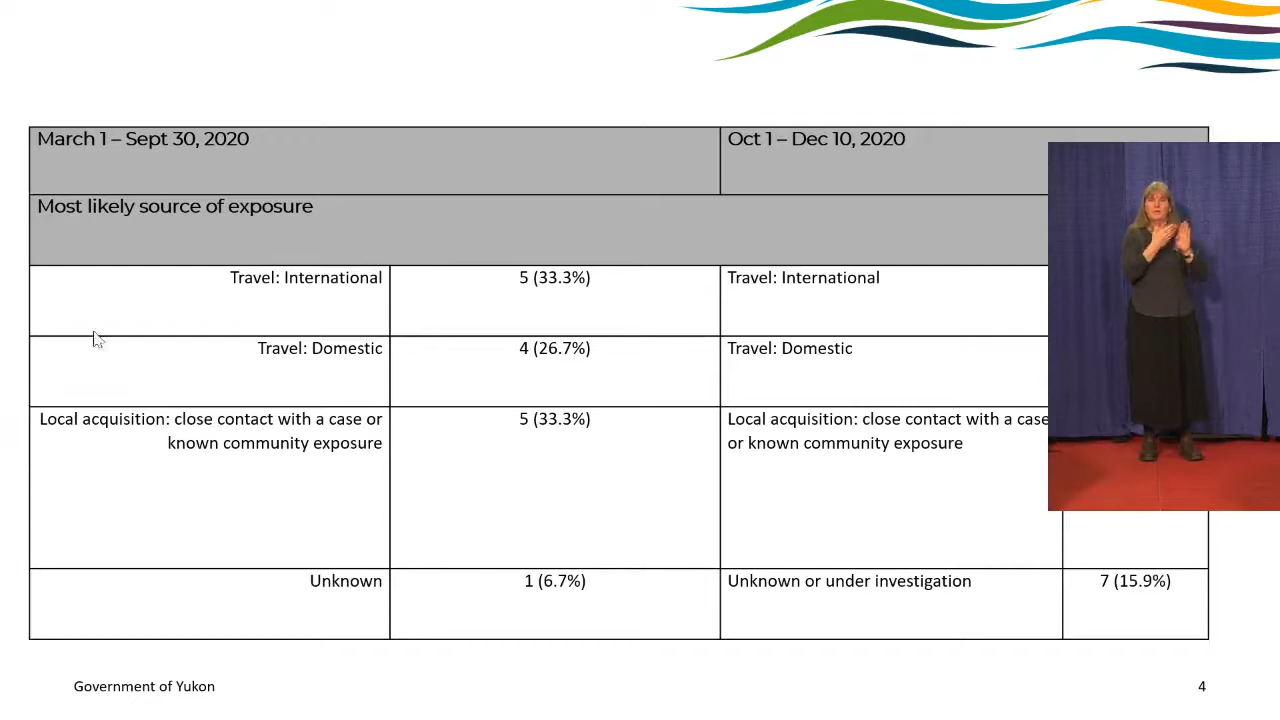 March 1 – Sept 30, 2020
Oct 1 – Dec 10, 2020
Most likely source of exposure
Travel: International
5 (33.3%)
Travel: International
Travel: Domestic
4 (26.7%)
Travel: Domestic
Local acquisition: close contact with a case or
known community exposure
5 (33.3%)
Local acquisition: close contact with a case
or known community exposure
Unknown
1 (6.7%)
Unknown or under investigation
7 (15.9%)
Government of Yukon
4